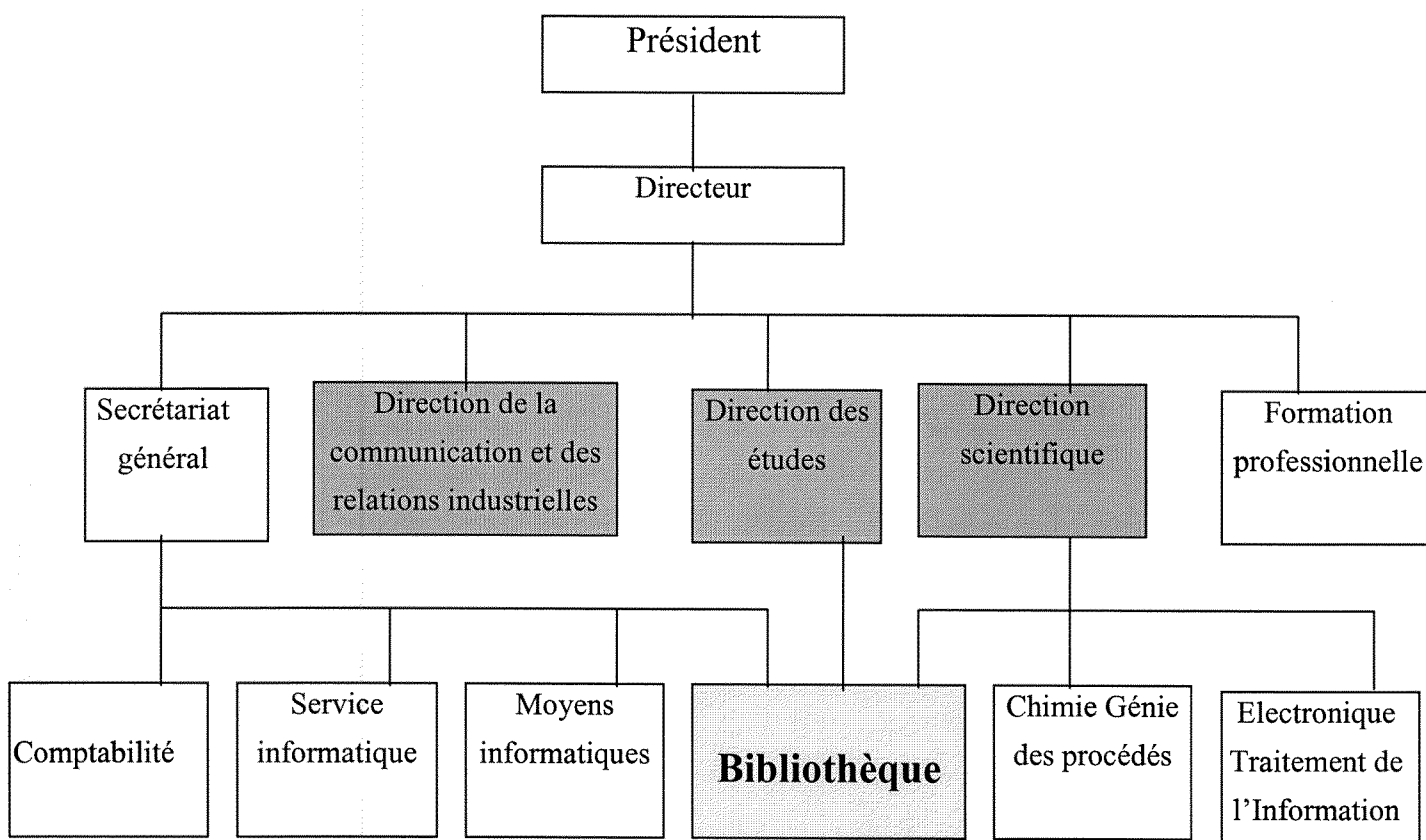 Président
Directeur
Secrétariat
général
Direction de la
communication et des
relations industrielles
Direction des
études
Direction
scientifique
Formation
professionnelle
Comptabilité
Service
informatique
Moyens
informatiques
Bibliothèque
Chimie Génie
des procédés
Electronique
Traitement de
l’Information